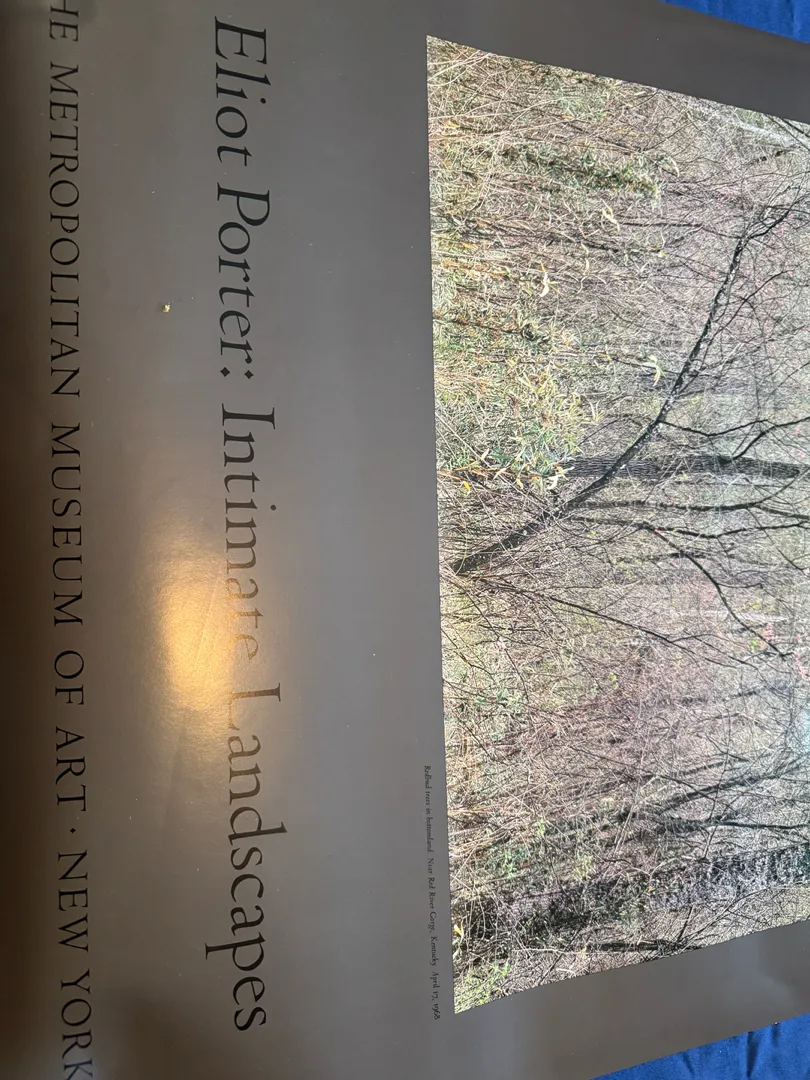 Redbud trees in bottomland. Near Red River Gorge, Kentucky. April 17, 1968
Eliot Porter: Intimate Landscapes
HE METROPOLITAN MUSEUM OF ART · NEW YORK